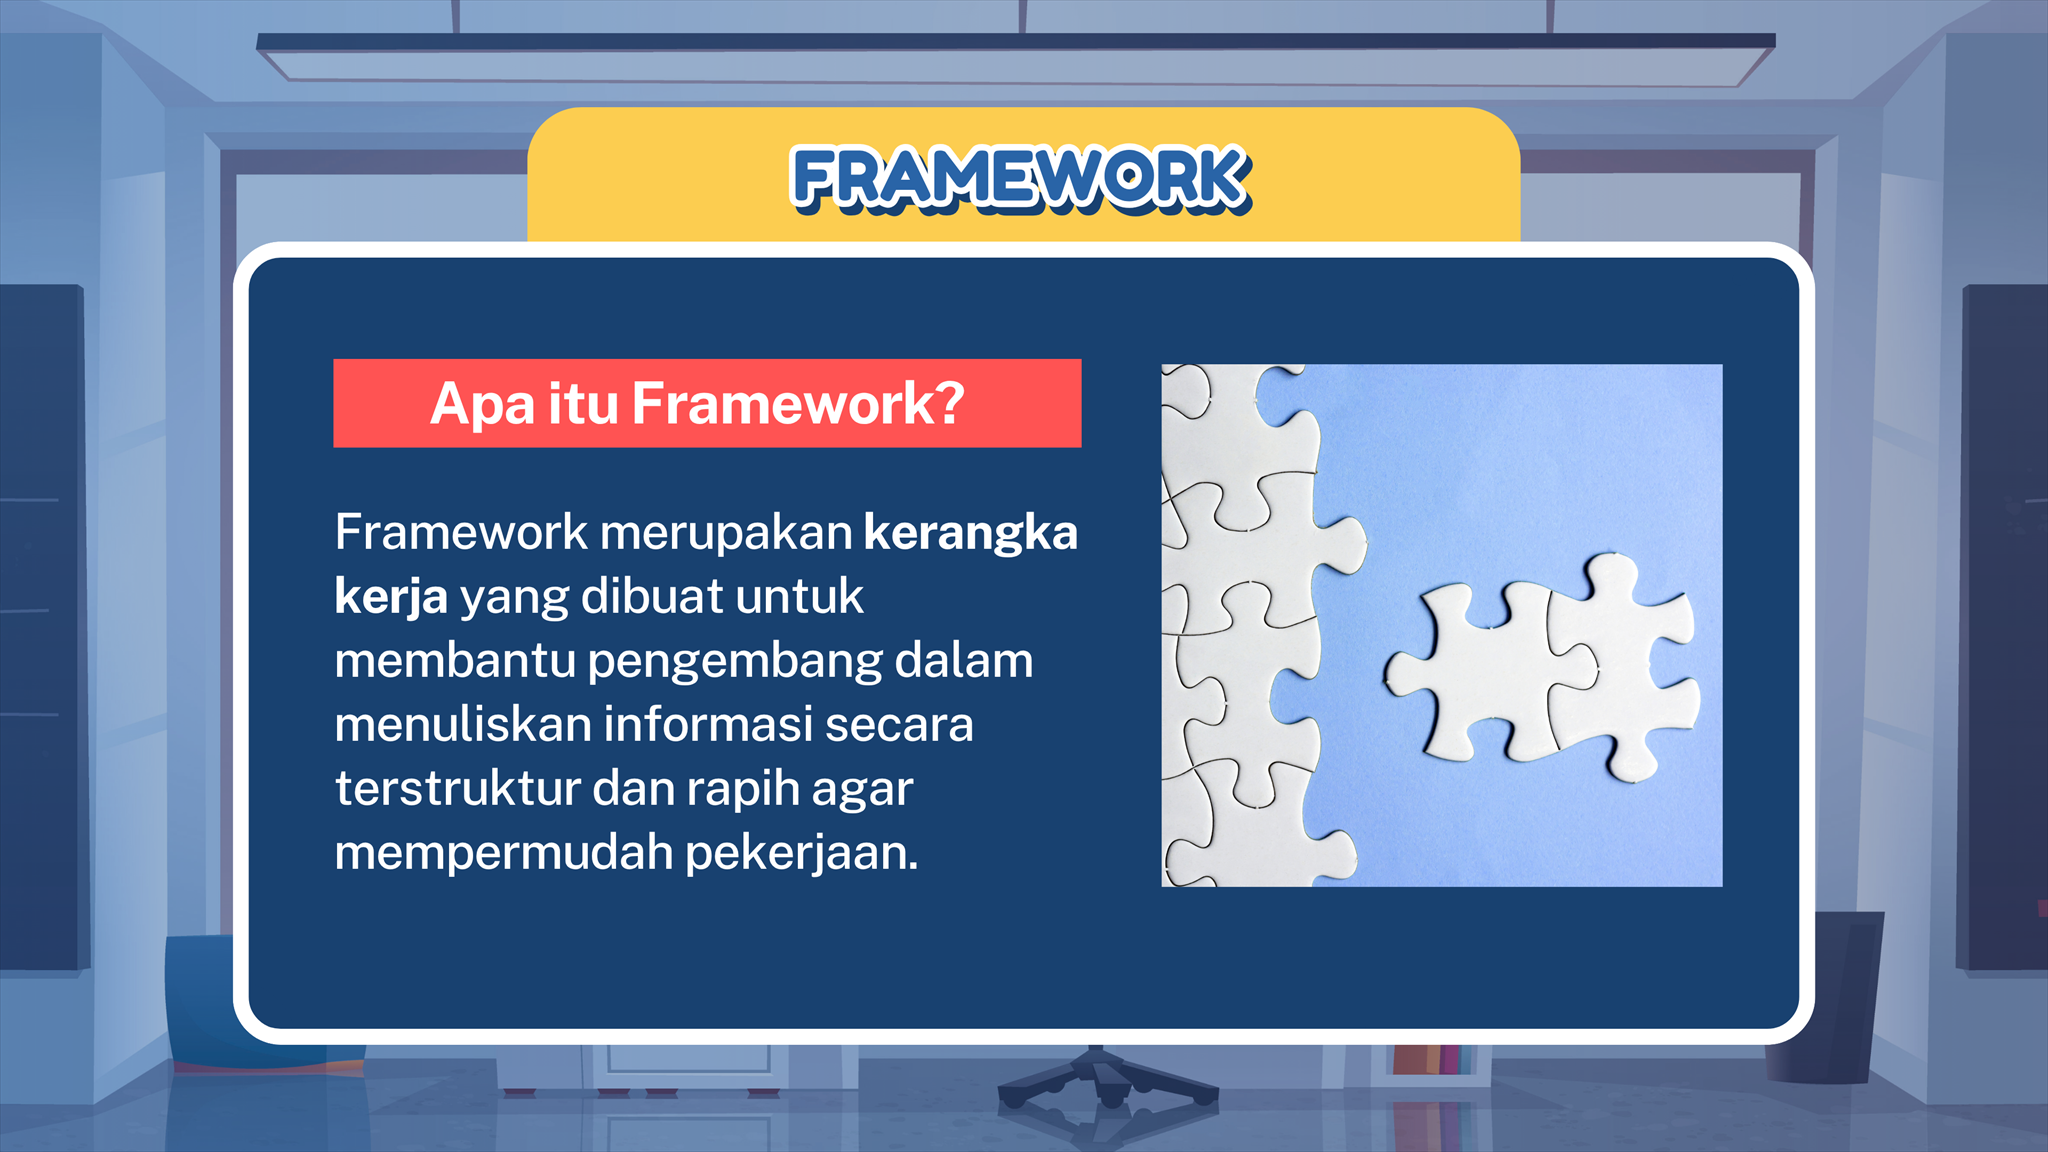 FRAMEWORK
Apa itu Framework?
Framework merupakan kerangka
kerja yang dibuat untuk
membantu pengembang dalam
menuliskan informasi secara
terstruktur dan rapih agar
mempermudah pekerjaan.